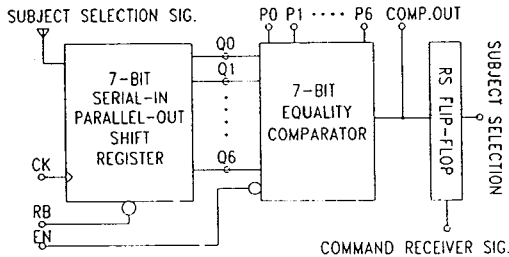 SUBJECT SELECTION SIG.
P0 P1 ···· P6 COMP.OUT
Q0
Q1
Q6
7-BIT
SERIAL-IN
PARALLEL-OUT
SHIFT
REGISTER
7-BIT
EQUALITY
COMPARATOR
RS FLIP-FLOP
SUBJECT SELECTION
CK
RB
EN
COMMAND RECEIVER SIG.